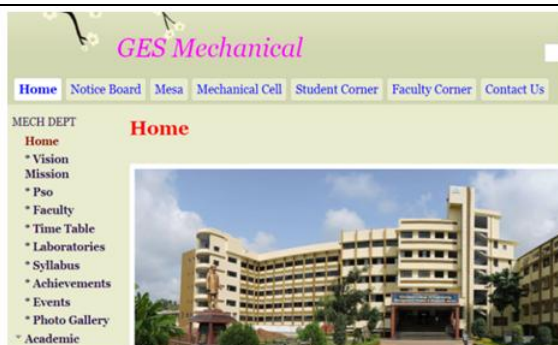 GES Mechanical
Home Notice Board Mesa Mechanical Cell Student Corner Faculty Corner Contact Us
MECH DEPT
Home
Home
* Vision
Mission
* Pso
* Faculty
* Time Table
* Laboratories
* Syllabus
* Achievements
* Events
* Photo Gallery
* Academic